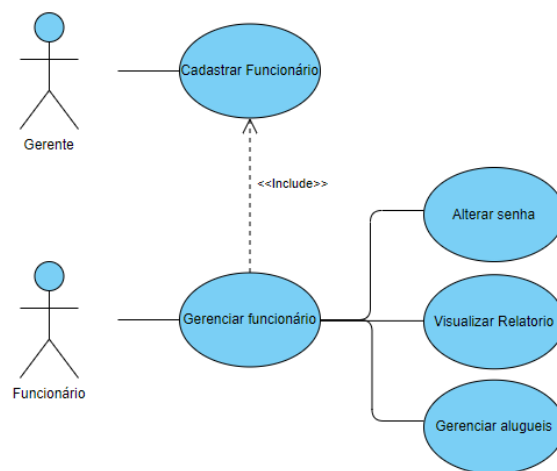 Cadastrar Funcionário
Gerente
<<Include>>
Alterar senha
Gerenciar funcionário
Visualizar Relatorio
Funcionário
Gerenciar alugueis